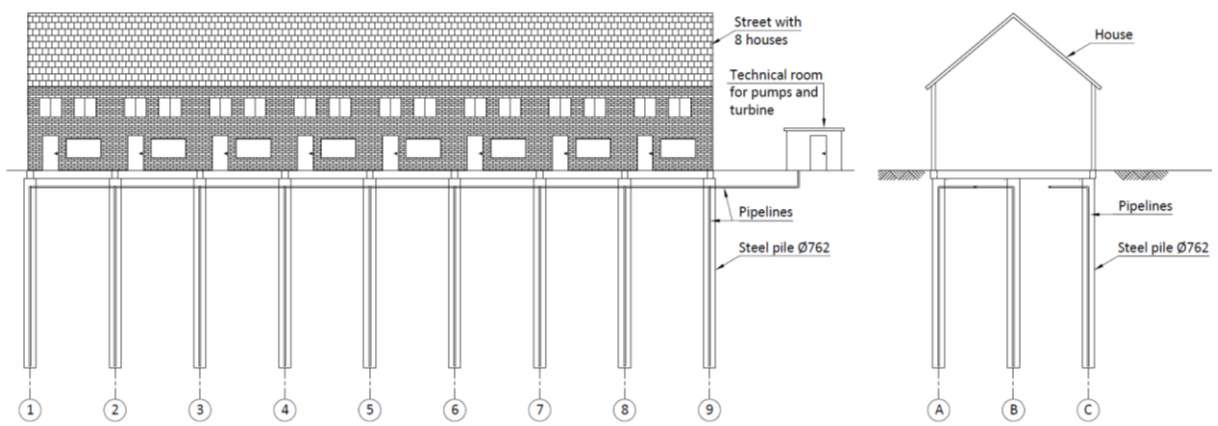 Street with
8 houses
Technical room
for pumps and
turbine
Pipelines
Steel pile Ø762
1 2 3 4 5 6 7 8 9
House
Pipelines
Steel pile Ø762
A B C